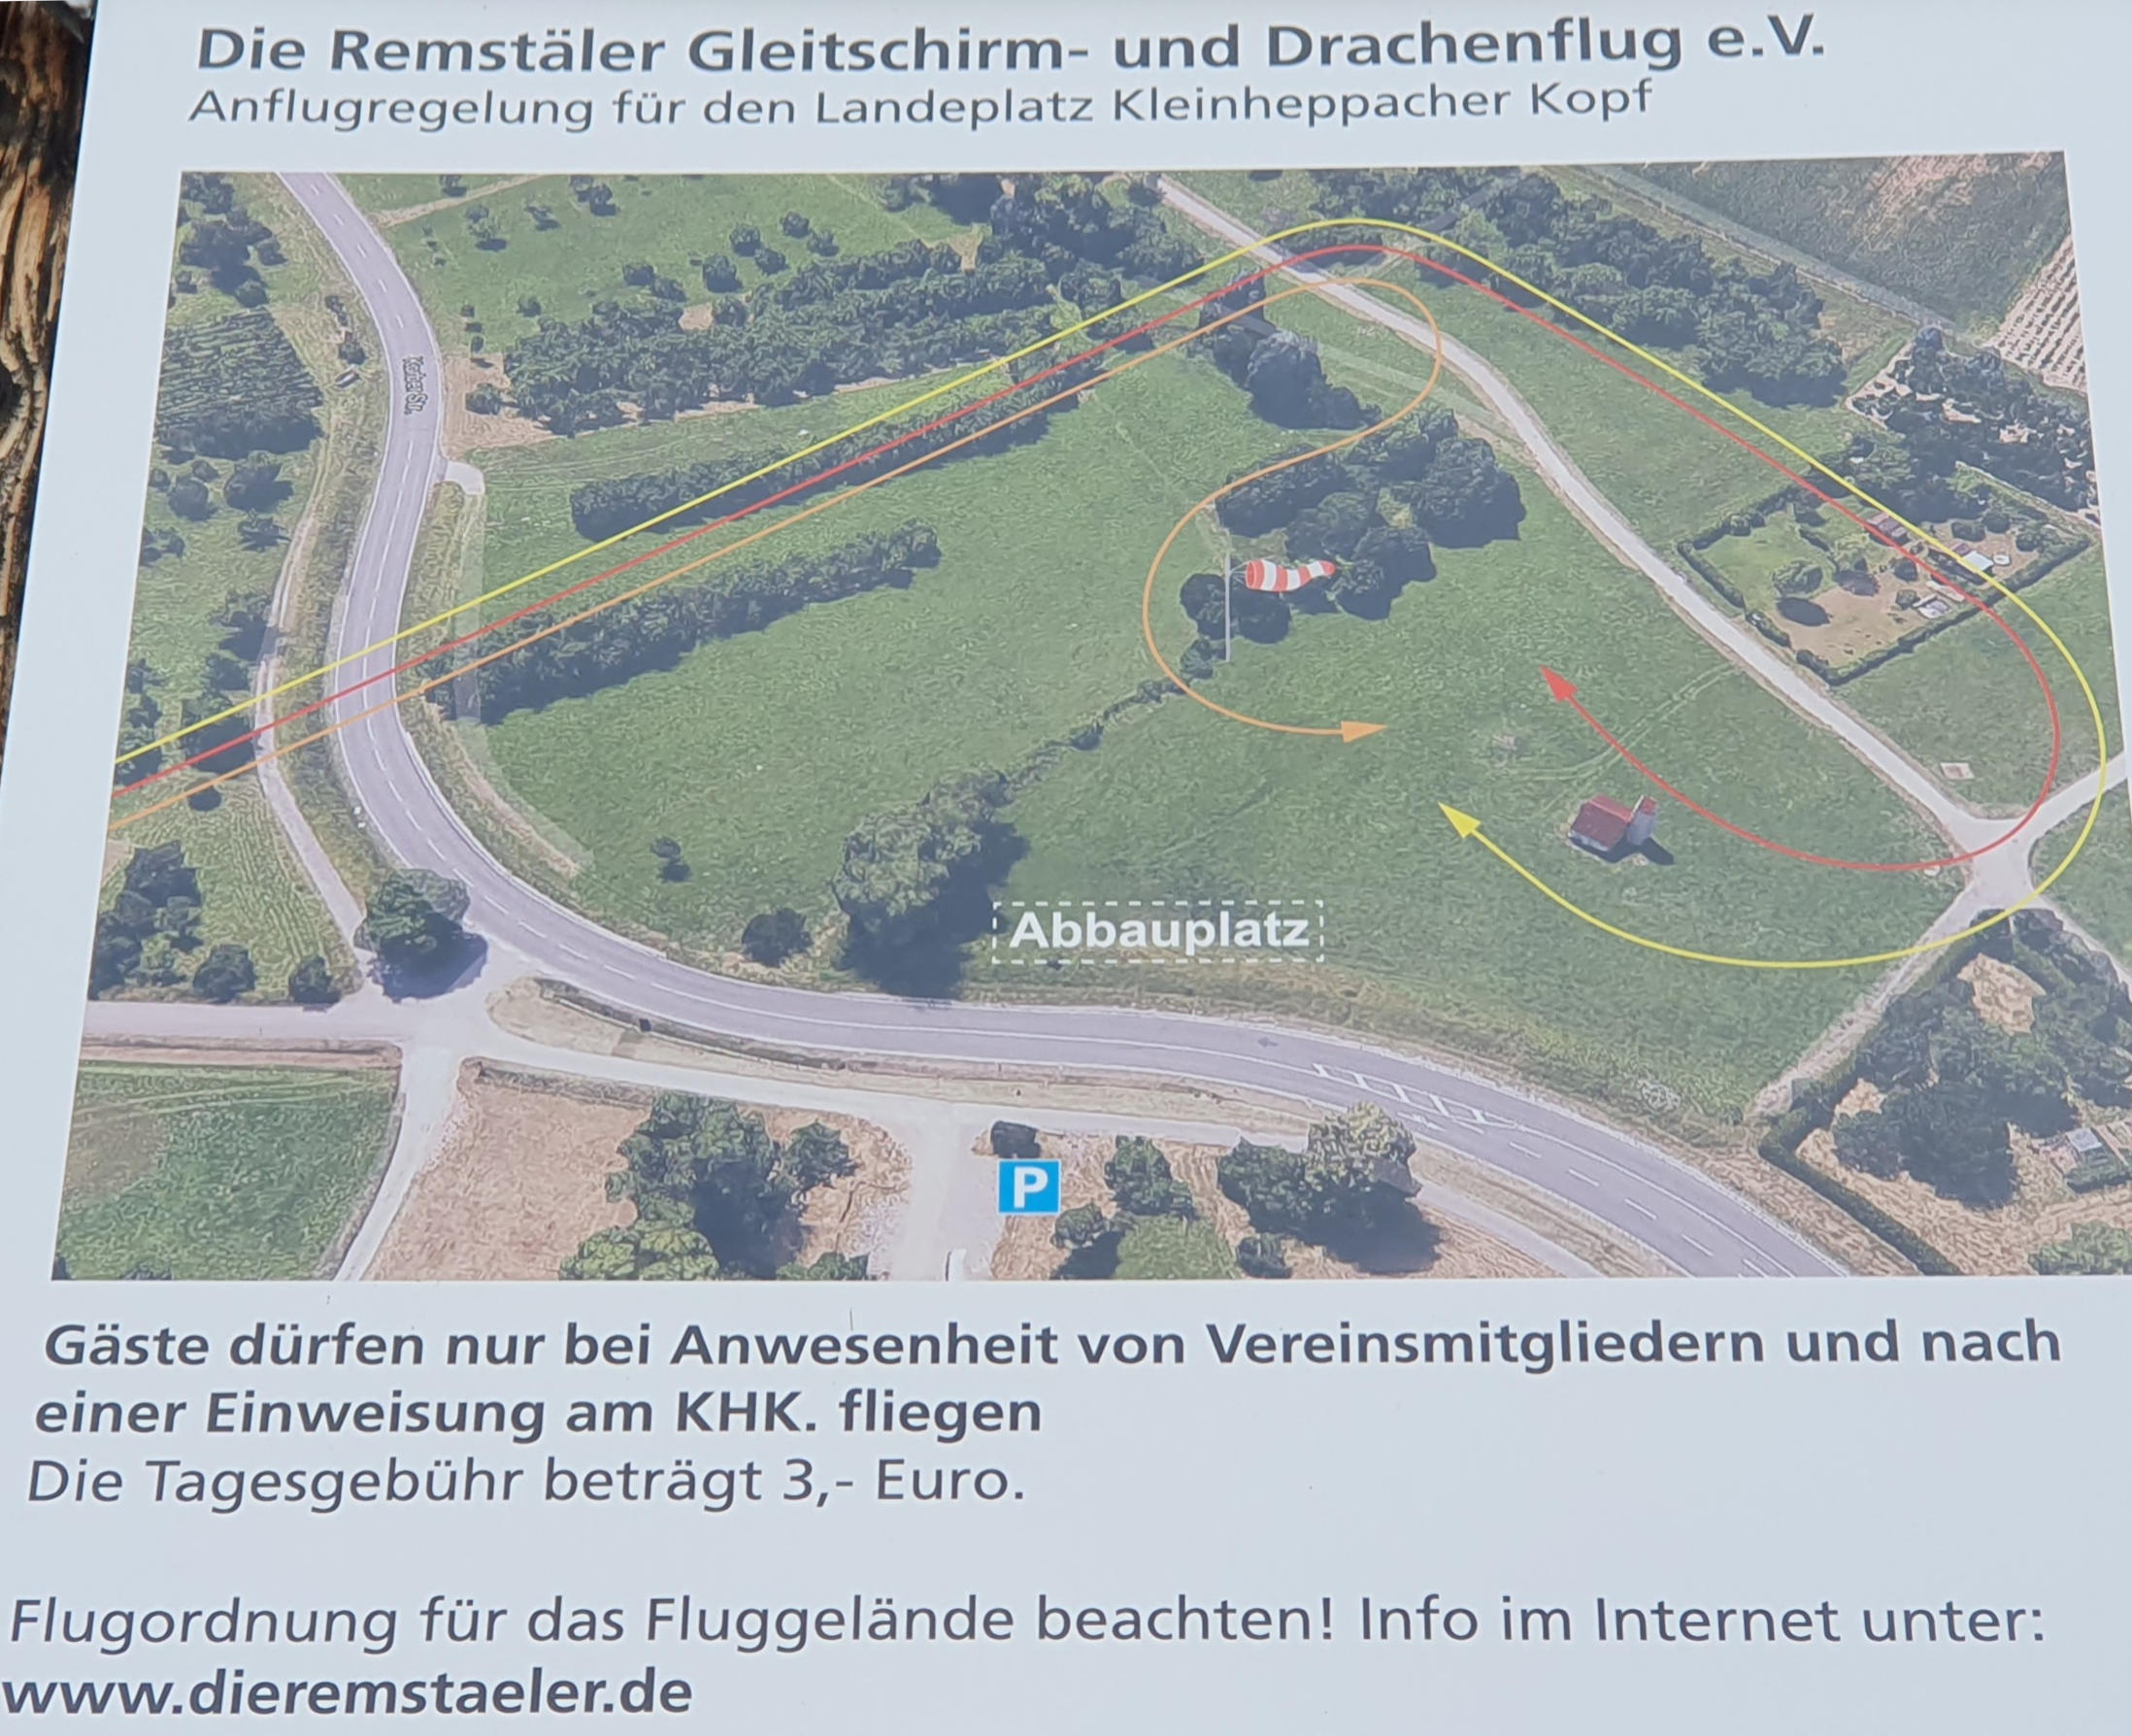 Die Remstäler Gleitschirm- und Drachenflug e.V.
Anflugregelung für den Landeplatz Kleinheppacher Kopf
Abbauplatz
P
Gäste dürfen nur bei Anwesenheit von Vereinsmitgliedern und nach
einer Einweisung am KHK. fliegen
Die Tagesgebühr beträgt 3,- Euro.
Flugordnung für das Fluggelände beachten! Info im Internet unter:
www.dieremstaeler.de